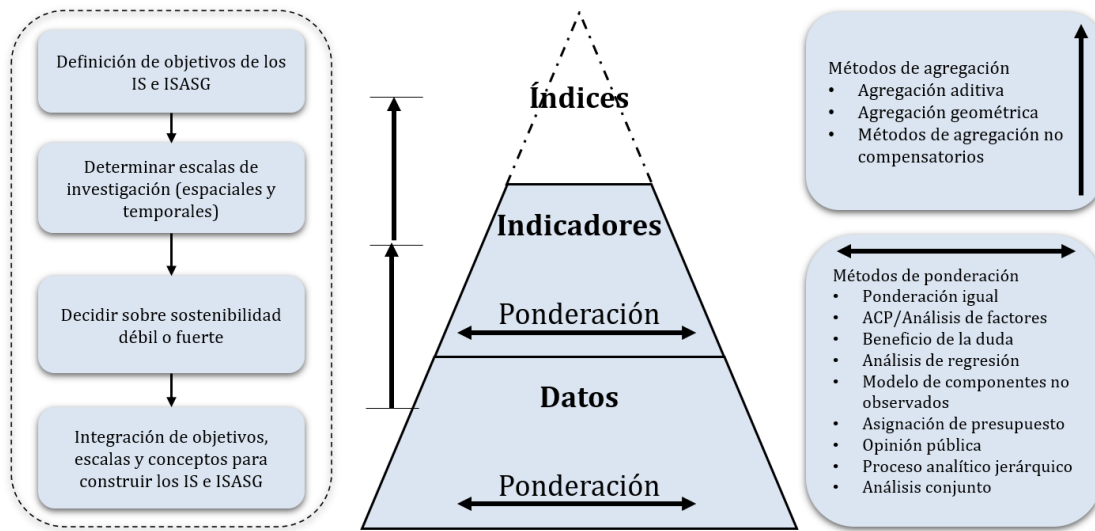 Definición de objetivos de los
IS e ISASG
Determinar escalas de
investigación (espaciales y
temporales)
Decidir sobre sostenibilidad
débil o fuerte
Integración de objetivos,
escalas y conceptos para
construir los IS e ISASG
Índices
Indicadores
Ponderación
Datos
Ponderación
Métodos de agregación
• Agregación aditiva
• Agregación geométrica
• Métodos de agregación no
compensatorios
Métodos de ponderación
• Ponderación igual
• ACP/Análisis de factores
• Beneficio de la duda
• Análisis de regresión
• Modelo de componentes no
observados
• Asignación de presupuesto
• Opinión pública
• Proceso analítico jerárquico
• Análisis conjunto